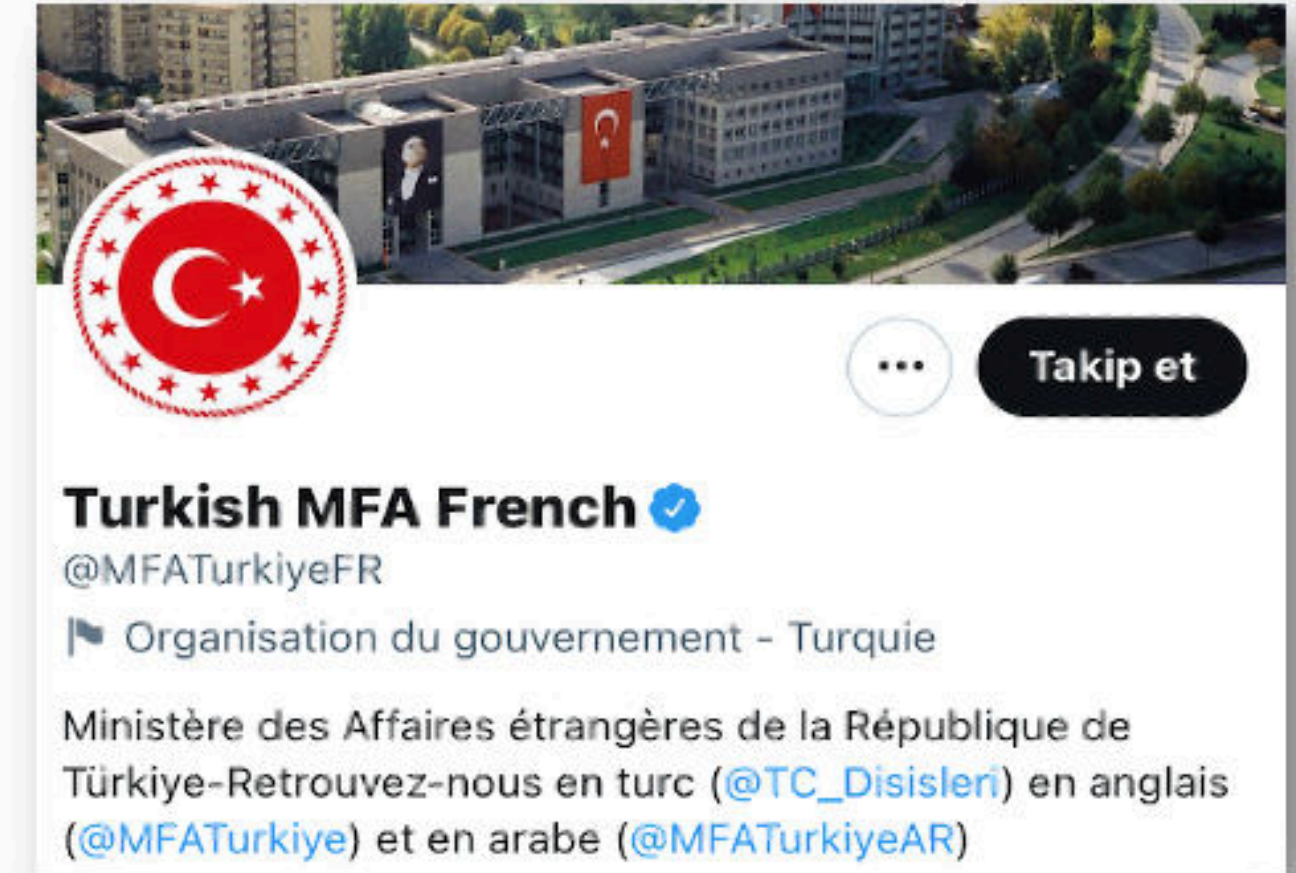 Takip et
Turkish MFA French
@MFATurkiyeFR
Organisation du gouvernement - Turquie
Ministère des Affaires étrangères de la République de
Türkiye-Retrouvez-nous en turc (@TC_Disisleri) en anglais
(@MFATurkiye) et en arabe (@MFATurkiyeAR)